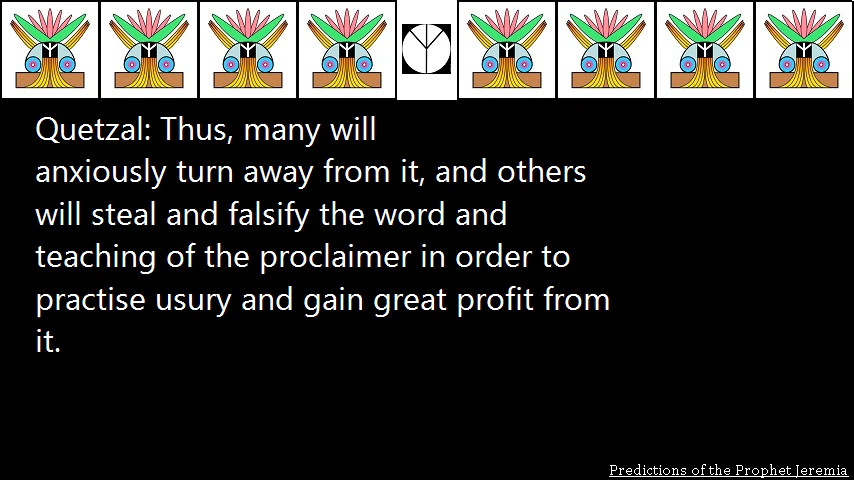 Quetzal: Thus, many will
anxiously turn away from it, and others
will steal and falsify the word and
teaching of the proclaimer in order to
practise usury and gain great profit from
it.
Predictions of the Prophet Jeremia